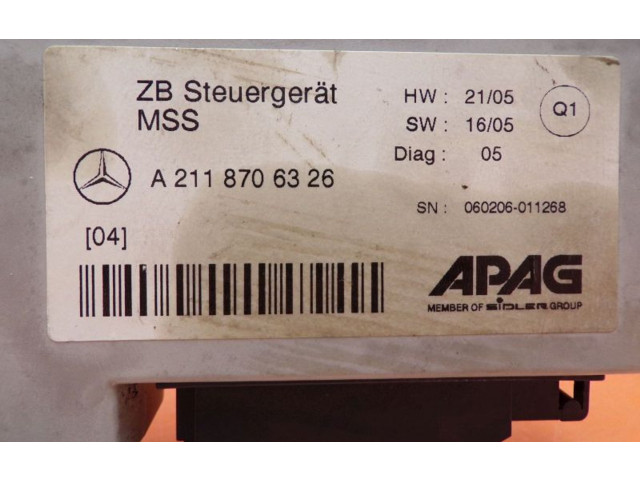 ZB Steuergerät
MSS
A 211 870 63 26
[04]
HW : 21/05
SW : 16/05
Diag : 05
Q1
SN : 060206-011268
APAG
MEMBER OF SIDLER GROUP